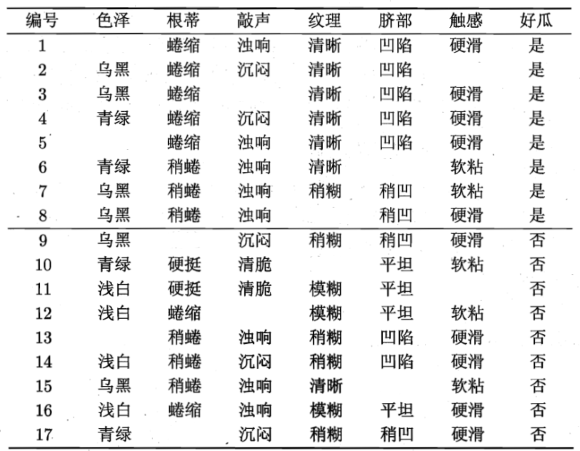 编号 色泽 根蒂 敲声 纹理 脐部 触感 好瓜
1 蜷缩 浊响 清晰 凹陷 硬滑 是
2 乌黑 蜷缩 沉闷 清晰 凹陷 是
3 乌黑 蜷缩 清晰 凹陷 硬滑 是
4 青绿 蜷缩 沉闷 清晰 凹陷 硬滑 是
5 蜷缩 浊响 清晰 凹陷 硬滑 是
6 青绿 稍蜷 浊响 清晰 软粘 是
7 乌黑 稍蜷 浊响 稍糊 稍凹 软粘 是
8 乌黑 稍蜷 浊响 稍凹 硬滑 是
9 乌黑 沉闷 稍糊 稍凹 硬滑 否
10 青绿 硬挺 清脆 平坦 软粘 否
11 浅白 硬挺 清脆 模糊 平坦 否
12 浅白 蜷缩 模糊 平坦 软粘 否
13 稍蜷 浊响 稍糊 凹陷 硬滑 否
14 浅白 稍蜷 沉闷 稍糊 凹陷 硬滑 否
15 乌黑 稍蜷 浊响 清晰 软粘 否
16 浅白 蜷缩 浊响 模糊 平坦 硬滑 否
17 青绿 沉闷 稍糊 稍凹 硬滑 否